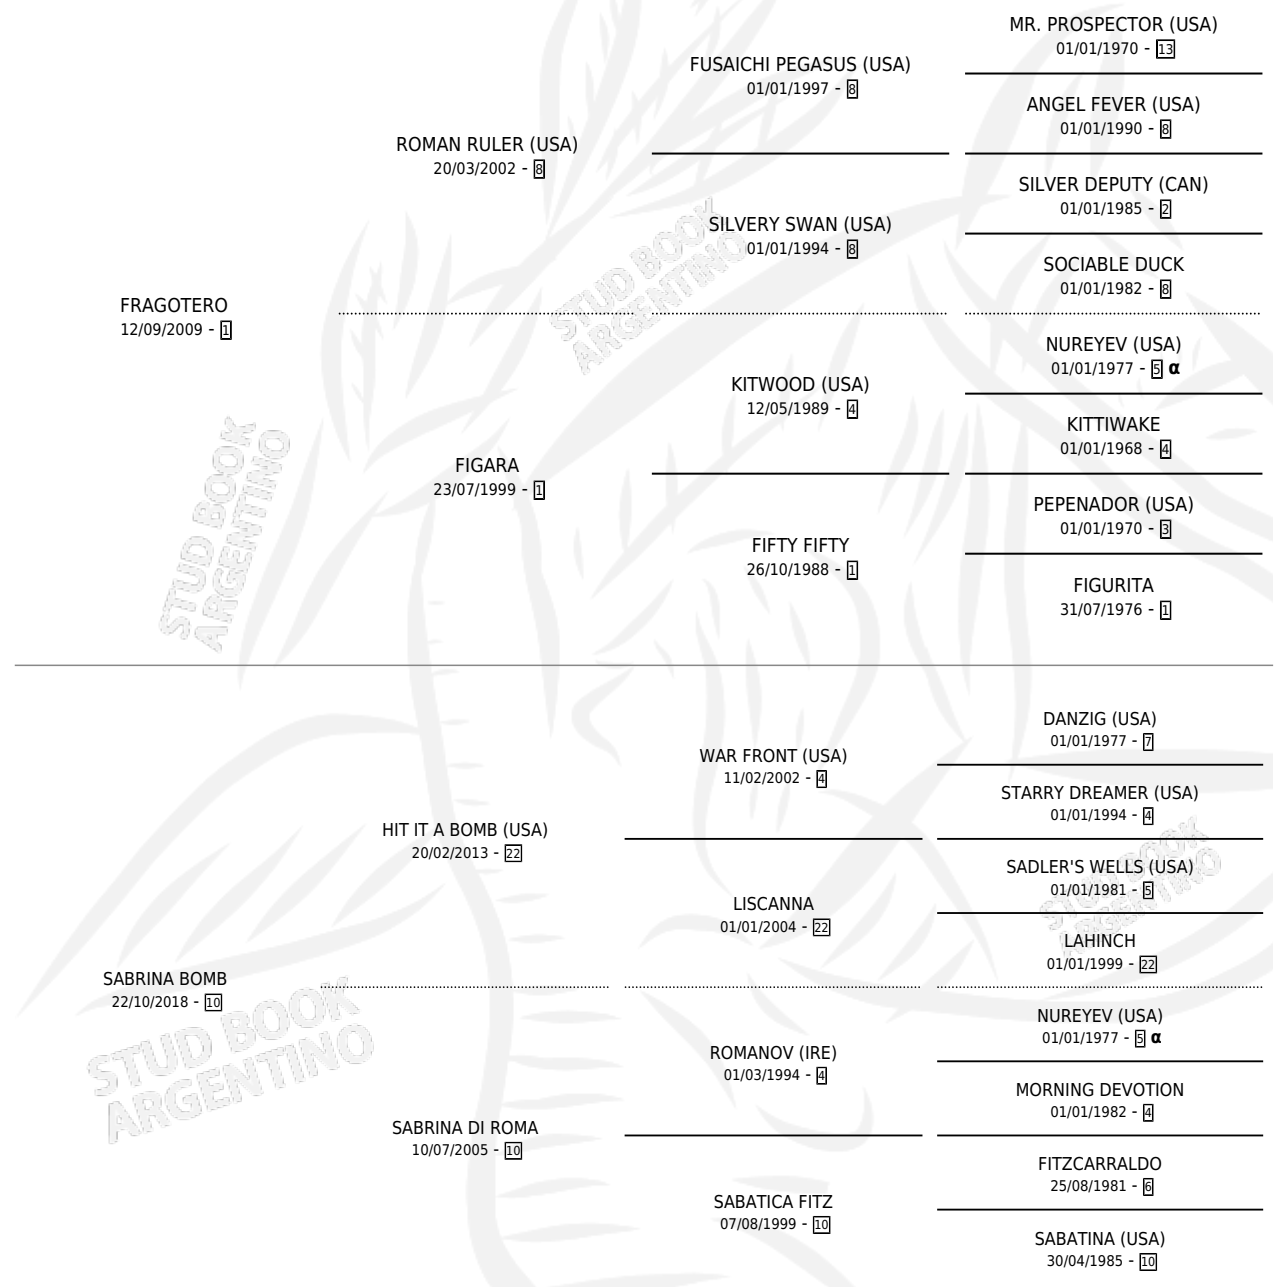 MR. PROSPECTOR (USA)
01/01/1970 - 13
FUSAICHI PEGASUS (USA)
01/01/1997 - 8
ANGEL FEVER (USA)
01/01/1990 - 8
ROMAN RULER (USA)
20/03/2002 - 8
SILVER DEPUTY (CAN)
01/01/1985 - 2
SILVERY SWAN (USA)
01/01/1994 - 8
SOCIABLE DUCK
01/01/1982 - 8
STUD BOOK
ARGENTINO
FRAGOTERO
12/09/2009 - 1
NUREYEV (USA)
01/01/1977 - 5 α
KITWOOD (USA)
12/05/1989 - 4
KITTIWAKE
01/01/1968 - 4
STUD BOOK
ARGENTINO
FIGARA
23/07/1999 - 1
PEPENADOR (USA)
01/01/1970 - 3
FIFTY FIFTY
26/10/1988 - 1
FIGURITA
31/07/1976 - 1
DANZIG (USA)
01/01/1977 - 7
WAR FRONT (USA)
11/02/2002 - 4
STARRY DREAMER (USA)
01/01/1994 - 4
HIT IT A BOMB (USA)
20/02/2013 - 22
SADLER'S WELLS (USA)
01/01/1981 - 5
STUD BOOK
ARGENTINO
LISCANNA
01/01/2004 - 22
LAHINCH
01/01/1999 - 22
SABRINA BOMB
22/10/2018 - 10
STUD BOOK
ARGENTINO
NUREYEV (USA)
01/01/1977 - 5 α
ROMANOV (IRE)
01/03/1994 - 4
MORNING DEVOTION
01/01/1982 - 4
SABRINA DI ROMA
10/07/2005 - 10
FITZCARRALDO
25/08/1981 - 6
SABATICA FITZ
07/08/1999 - 10
SABATINA (USA)
30/04/1985 - 10